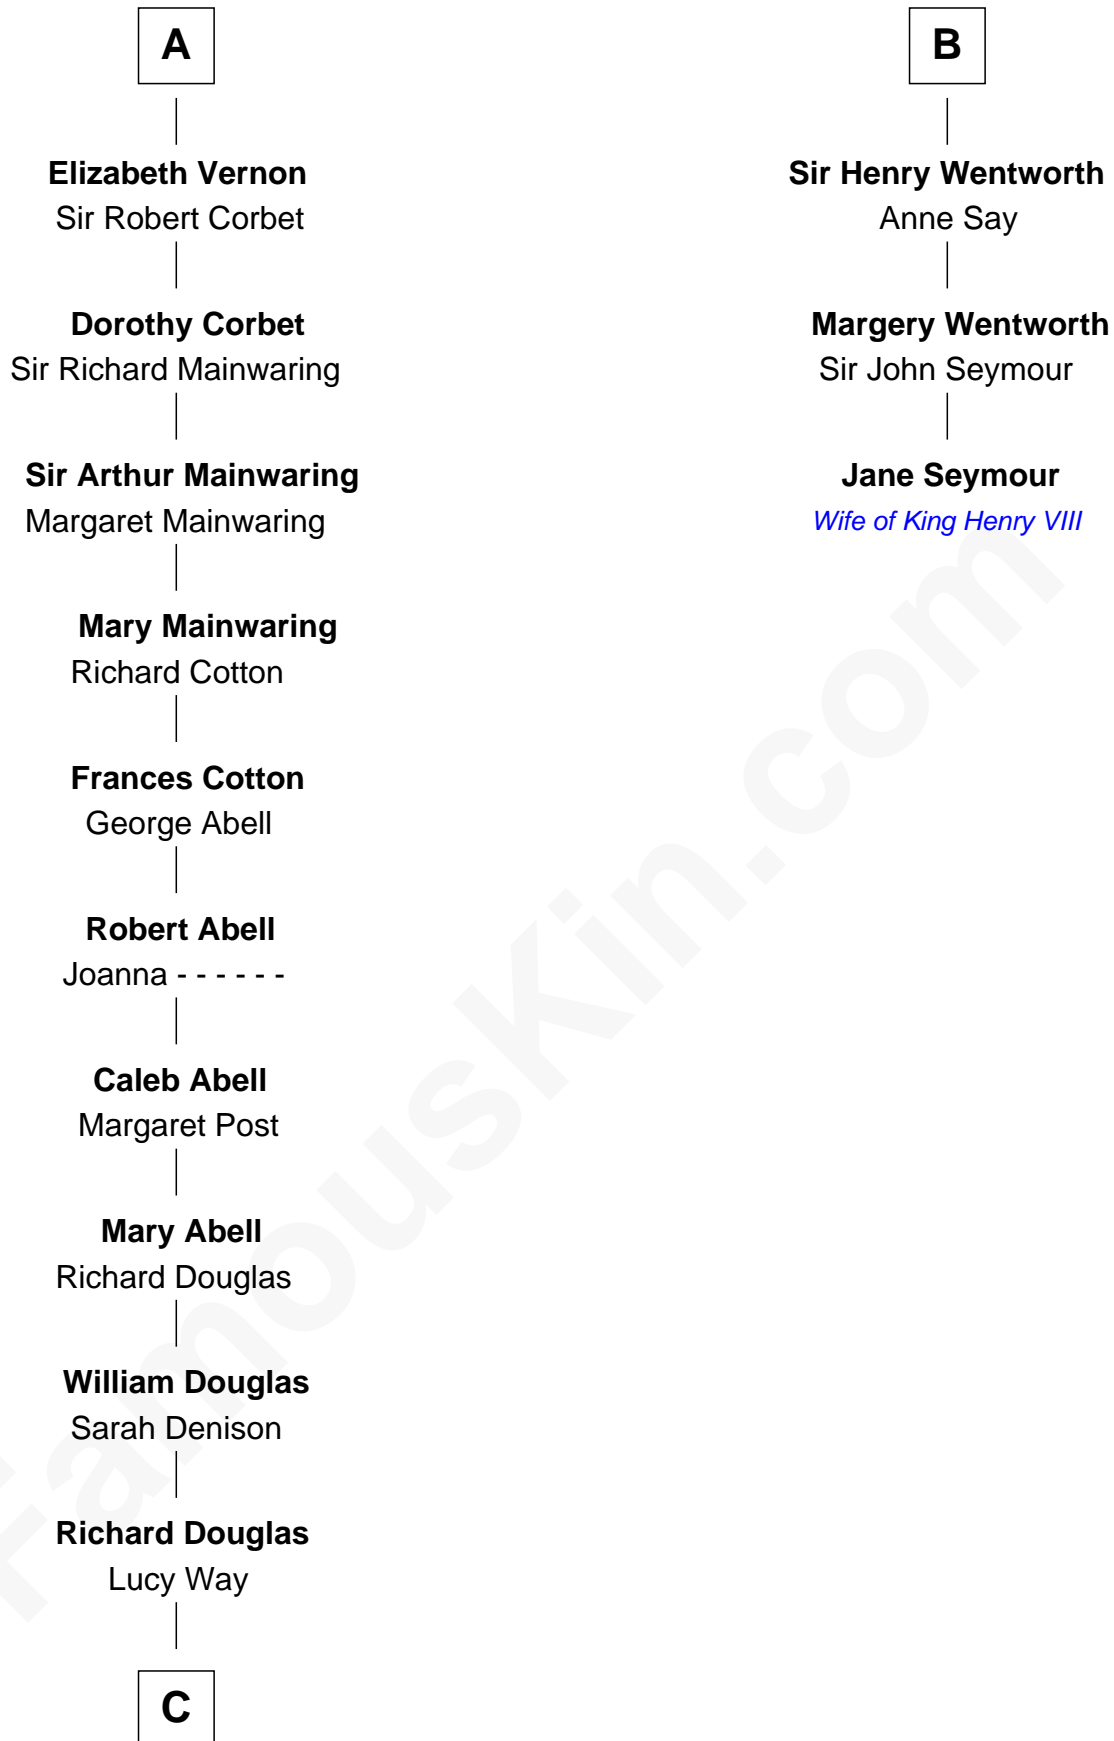 A
Elizabeth Vernon
Sir Robert Corbet
Dorothy Corbet
Sir Richard Mainwaring
Sir Arthur Mainwaring
Margaret Mainwaring
Mary Mainwaring
Richard Cotton
Frances Cotton
George Abell
Robert Abell
Joanna - - - - - -
Caleb Abell
Margaret Post
Mary Abell
Richard Douglas
William Douglas
Sarah Denison
Richard Douglas
Lucy Way
C
B
Sir Henry Wentworth
Anne Say
Margery Wentworth
Sir John Seymour
Jane Seymour
Wife of King Henry VIII
FamousKin.com